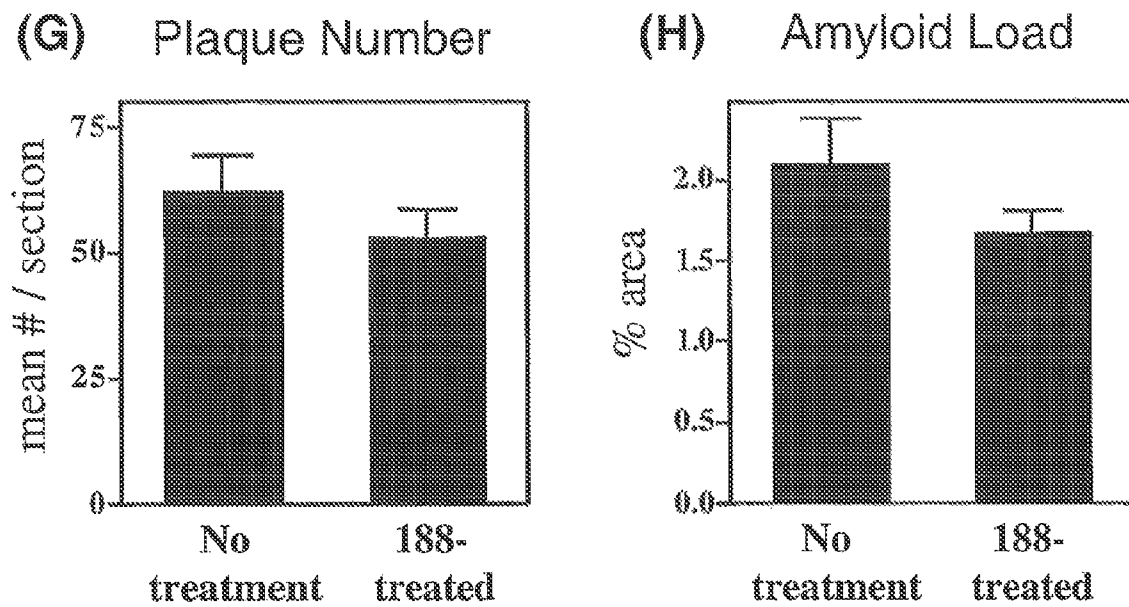 (G) Plaque Number
mean # / section
75
50
25
0
No treatment
188-treated
(H) Amyloid Load
% area
2.0
1.5
1.0
0.5
0.0
No treatment
188-treated